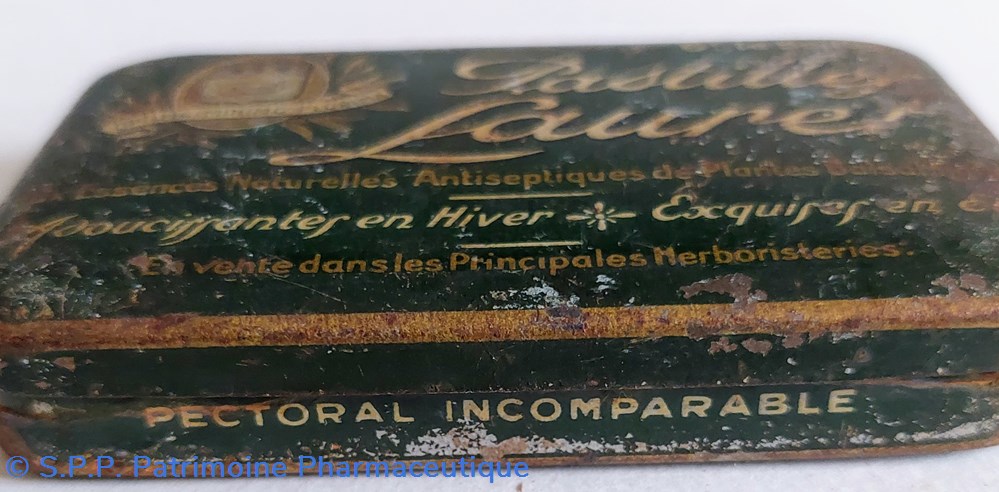 Pastilles
Laurer
essences Naturelles Antiseptiques de Plantes
Adoucissantes en Hiver Exquises en
En vente dans les Principales Herboristeries.
PECTORAL INCOMPARABLE
© S.P.P. Patrimoine Pharmaceutique